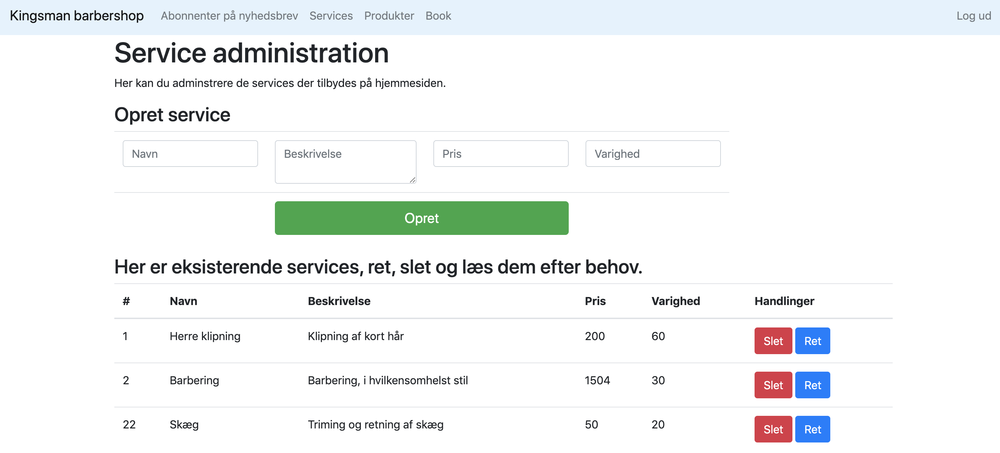 Kingsman barbershop Abonnenter på nyhedsbrev Services Produkter Book Log ud
Service administration
Her kan du adminstrere de services der tilbydes på hjemmesiden.
Opret service
Navn Beskrivelse Pris Varighed
Opret
Her er eksisterende services, ret, slet og læs dem efter behov.
# Navn Beskrivelse Pris Varighed Handlinger
1 Herre klipning Klipning af kort hår 200 60 Slet Ret
2 Barbering Barbering, i hvilkensomhelst stil 1504 30 Slet Ret
22 Skæg Triming og retning af skæg 50 20 Slet Ret